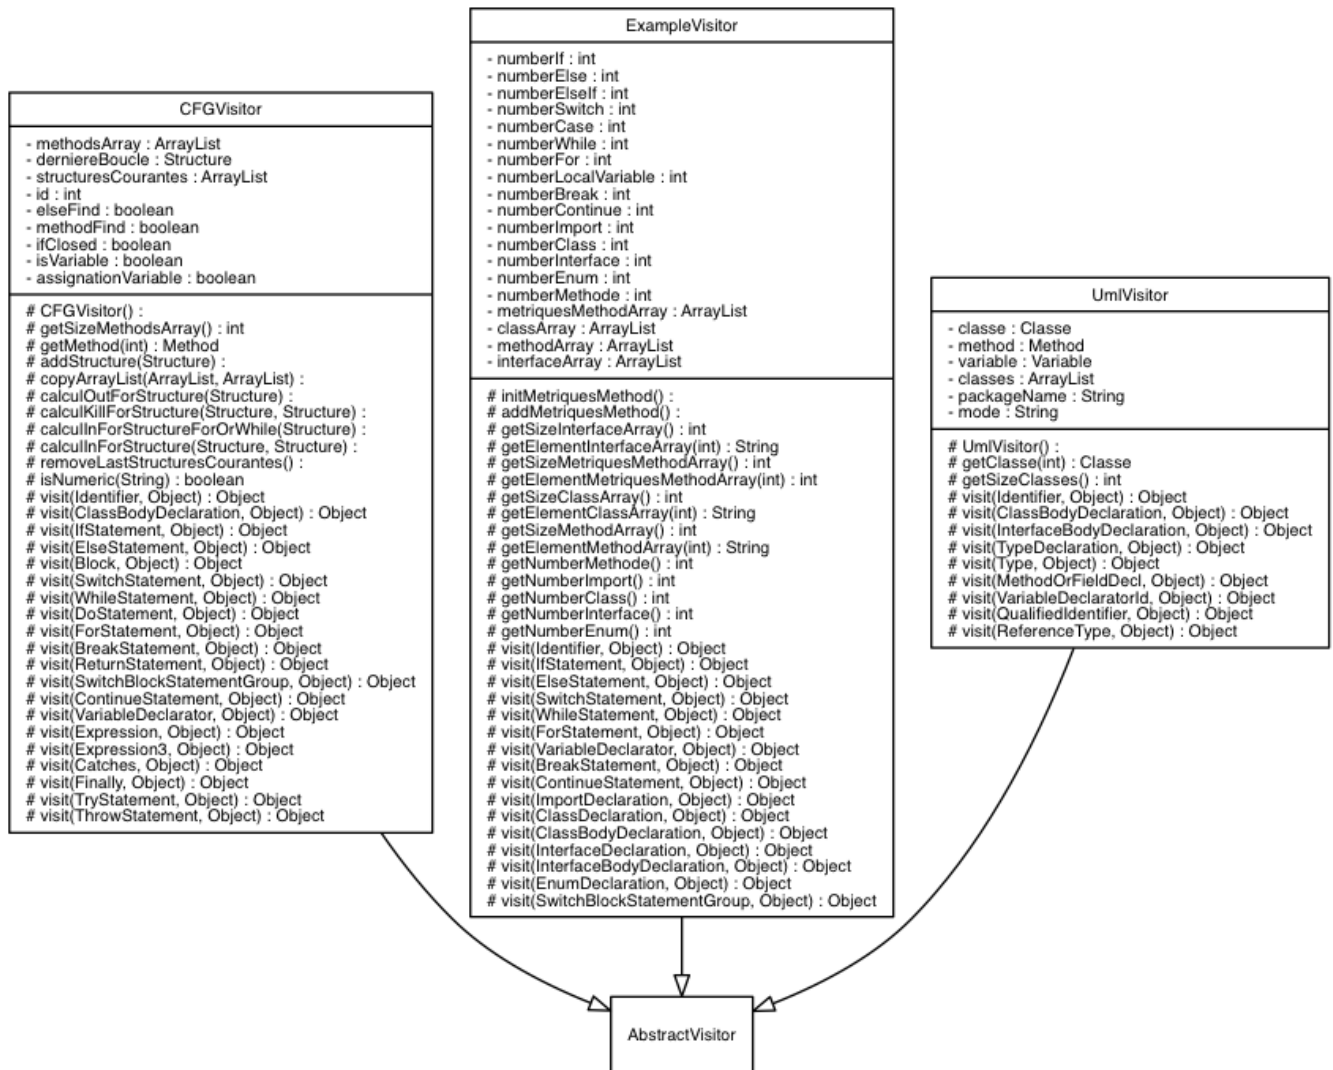 CFGVisitor
- methodsArray : ArrayList
- derniereBoucle : Structure
- structuresCourantes : ArrayList
- id : int
- elseFind : boolean
- methodFind : boolean
- ifClosed : boolean
- isVariable : boolean
- assignationVariable : boolean
# CFGVisitor() :
# getSizeMethodsArray() : int
# getMethod(int) : Method
# addStructure(Structure) :
# copyArrayList(ArrayList, ArrayList) :
# calculOutForStructure(Structure) :
# calculKillForStructure(Structure, Structure) :
# calculInForStructureForOrWhile(Structure) :
# calculInForStructure(Structure, Structure) :
# removeLastStructuresCourantes() :
# isNumeric(String) : boolean
# visit(Identifier, Object) : Object
# visit(ClassBodyDeclaration, Object) : Object
# visit(IfStatement, Object) : Object
# visit(ElseStatement, Object) : Object
# visit(Block, Object) : Object
# visit(SwitchStatement, Object) : Object
# visit(WhileStatement, Object) : Object
# visit(DoStatement, Object) : Object
# visit(ForStatement, Object) : Object
# visit(BreakStatement, Object) : Object
# visit(ReturnStatement, Object) : Object
# visit(SwitchBlockStatementGroup, Object) : Object
# visit(ContinueStatement, Object) : Object
# visit(VariableDeclarator, Object) : Object
# visit(Expression, Object) : Object
# visit(Expression3, Object) : Object
# visit(Catches, Object) : Object
# visit(Finally, Object) : Object
# visit(TryStatement, Object) : Object
# visit(ThrowStatement, Object) : Object
ExampleVisitor
- numberIf : int
- numberElse : int
- numberElseIf : int
- numberSwitch : int
- numberCase : int
- numberWhile : int
- numberFor : int
- numberLocalVariable : int
- numberBreak : int
- numberContinue : int
- numberImport : int
- numberClass : int
- numberInterface : int
- numberEnum : int
- numberMethode : int
- metriquesMethodArray : ArrayList
- classArray : ArrayList
- methodArray : ArrayList
- interfaceArray : ArrayList
# initMetriquesMethod() :
# addMetriquesMethod() :
# getSizeInterfaceArray() : int
# getElementInterfaceArray(int) : String
# getSizeMetriquesMethodArray() : int
# getElementMetriquesMethodArray(int) : int
# getSizeClassArray() : int
# getElementClassArray(int) : String
# getSizeMethodArray() : int
# getElementMethodArray(int) : String
# getNumberMethode() : int
# getNumberImport() : int
# getNumberClass() : int
# getNumberInterface() : int
# getNumberEnum() : int
# visit(Identifier, Object) : Object
# visit(IfStatement, Object) : Object
# visit(ElseStatement, Object) : Object
# visit(SwitchStatement, Object) : Object
# visit(WhileStatement, Object) : Object
# visit(ForStatement, Object) : Object
# visit(VariableDeclarator, Object) : Object
# visit(BreakStatement, Object) : Object
# visit(ContinueStatement, Object) : Object
# visit(ImportDeclaration, Object) : Object
# visit(ClassDeclaration, Object) : Object
# visit(ClassBodyDeclaration, Object) : Object
# visit(InterfaceDeclaration, Object) : Object
# visit(InterfaceBodyDeclaration, Object) : Object
# visit(EnumDeclaration, Object) : Object
# visit(SwitchBlockStatementGroup, Object) : Object
UmlVisitor
- classe : Classe
- method : Method
- variable : Variable
- classes : ArrayList
- packageName : String
- mode : String
# UmlVisitor() :
# getClasse(int) : Classe
# getSizeClasses() : int
# visit(Identifier, Object) : Object
# visit(ClassBodyDeclaration, Object) : Object
# visit(InterfaceBodyDeclaration, Object) : Object
# visit(TypeDeclaration, Object) : Object
# visit(Type, Object) : Object
# visit(MethodOrFieldDecl, Object) : Object
# visit(VariableDeclaratorId, Object) : Object
# visit(QualifiedIdentifier, Object) : Object
# visit(ReferenceType, Object) : Object
AbstractVisitor